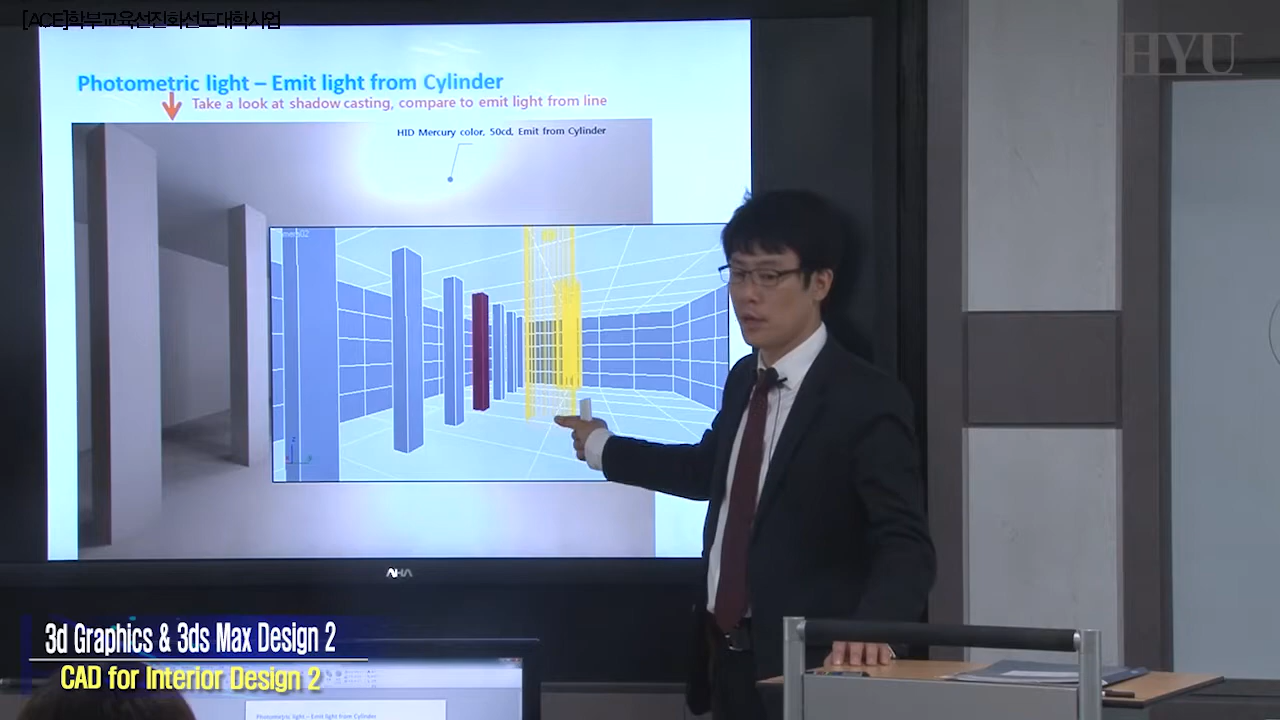 [ACE]학부교육선진화선도대학사업
HYU
Photometric light – Emit light from Cylinder
Take a look at shadow casting, compare to emit light from line
HID Mercury color, 50cd, Emit from Cylinder
AHA
3d Graphics & 3ds Max Design 2
CAD for Interior Design 2
Photometric light – Emit light from Cylinder